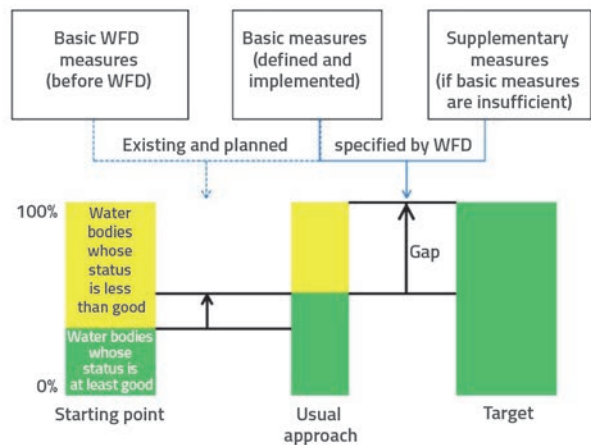 Basic WFD
measures
(before WFD)
Basic measures
(defined and
implemented)
Supplementary
measures
(if basic measures
are insufficient)
Existing and planned
specified by WFD
100%
Water
bodies
whose
status
is less
than good
Gap
Water bodies
whose
status is
at least good
0%
Starting point
Usual
approach
Target